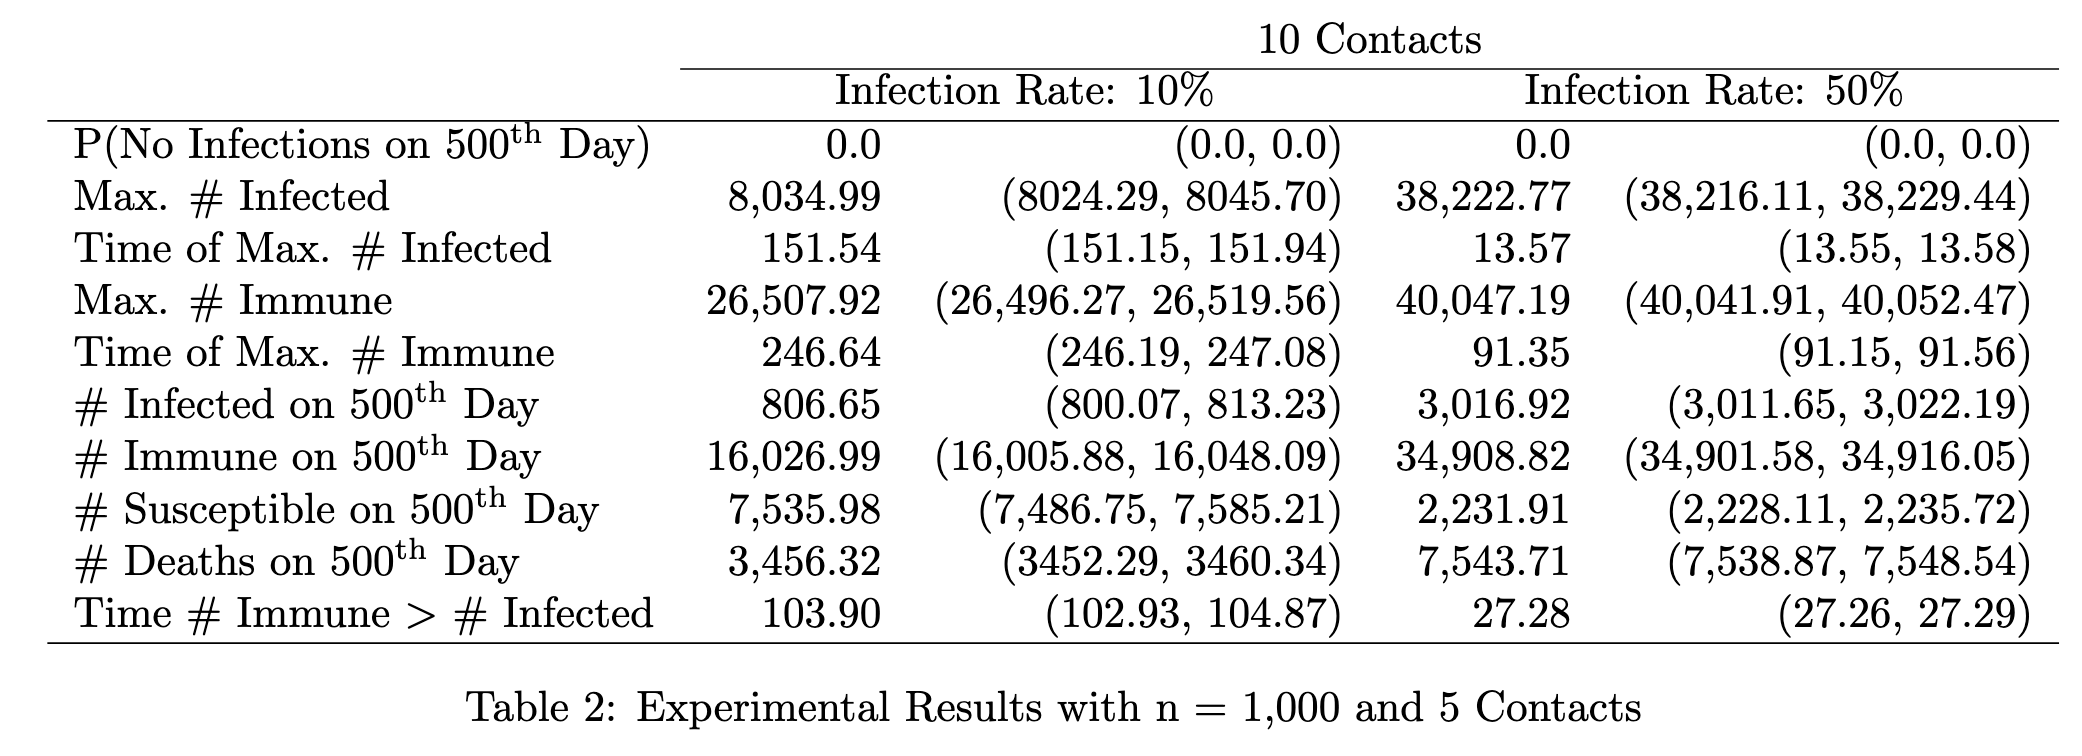 10 Contacts
Infection Rate: 10% Infection Rate: 50%
P(No Infections on 500th Day) 0.0 (0.0, 0.0) 0.0 (0.0, 0.0)
Max. # Infected 8,034.99 (8024.29, 8045.70) 38,222.77 (38,216.11, 38,229.44)
Time of Max. # Infected 151.54 (151.15, 151.94) 13.57 (13.55, 13.58)
Max. # Immune 26,507.92 (26,496.27, 26,519.56) 40,047.19 (40,041.91, 40,052.47)
Time of Max. # Immune 246.64 (246.19, 247.08) 91.35 (91.15, 91.56)
# Infected on 500th Day 806.65 (800.07, 813.23) 3,016.92 (3,011.65, 3,022.19)
# Immune on 500th Day 16,026.99 (16,005.88, 16,048.09) 34,908.82 (34,901.58, 34,916.05)
# Susceptible on 500th Day 7,535.98 (7,486.75, 7,585.21) 2,231.91 (2,228.11, 2,235.72)
# Deaths on 500th Day 3,456.32 (3452.29, 3460.34) 7,543.71 (7,538.87, 7,548.54)
Time # Immune > # Infected 103.90 (102.93, 104.87) 27.28 (27.26, 27.29)
Table 2: Experimental Results with n = 1,000 and 5 Contacts